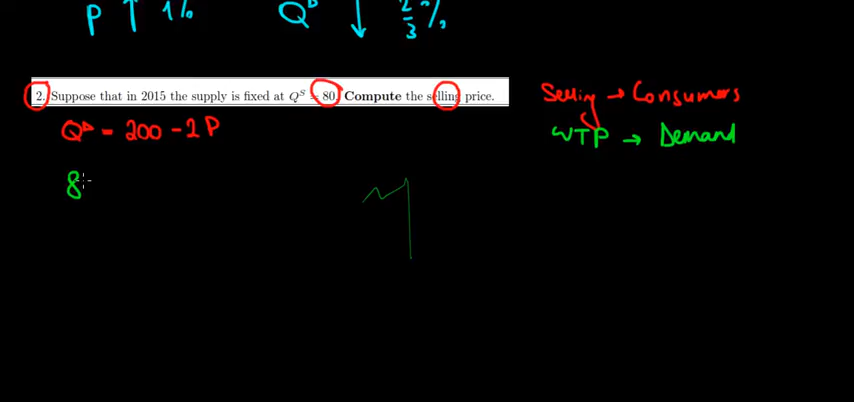 P ↑ 1% Q^D ↓ 2/3 %
2. Suppose that in 2015 the supply is fixed at Q^S = 80. Compute the selling price.
Selling → Consumers
Q^D = 200 - 2P
WTP → Demand
8